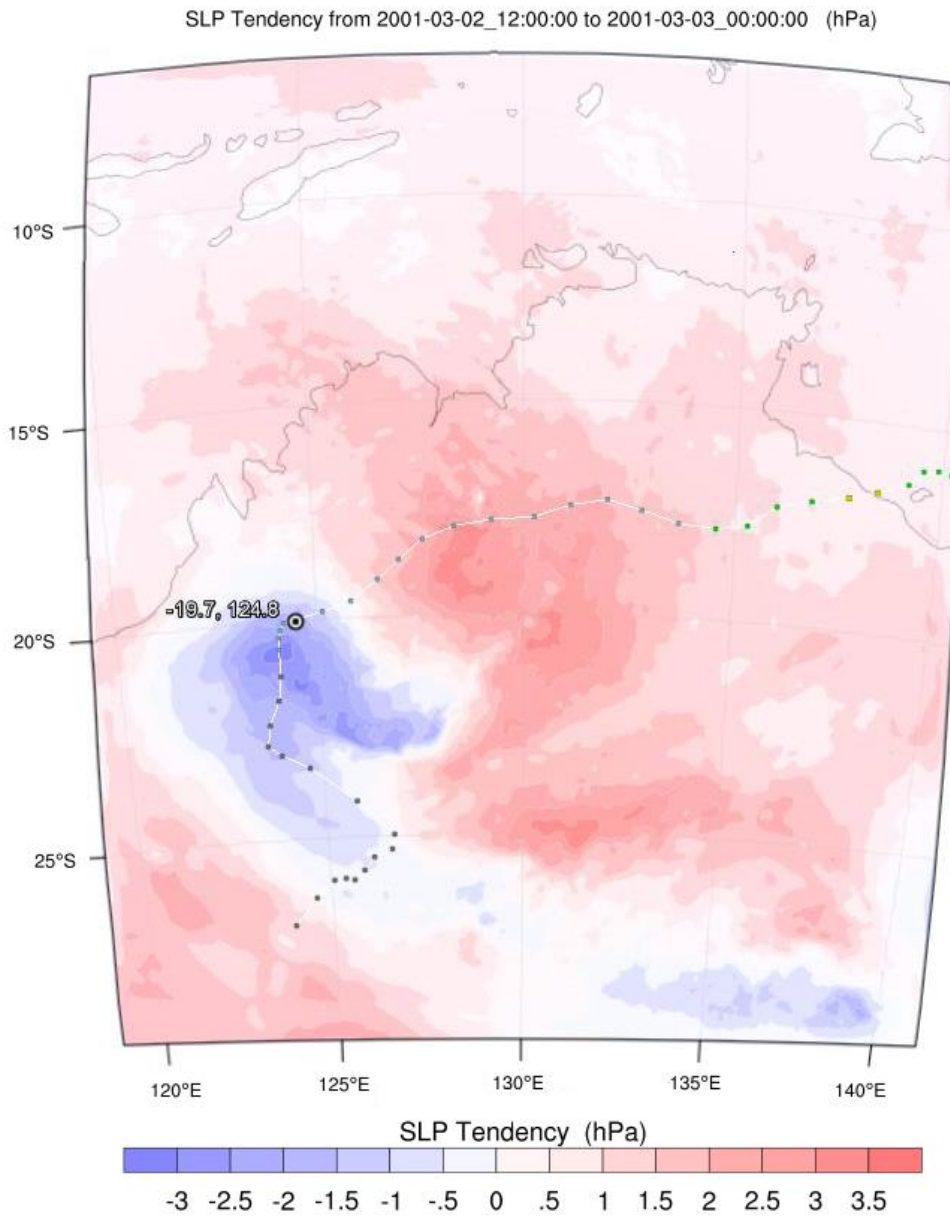 SLP Tendency from 2001-03-02_12:00:00 to 2001-03-03_00:00:00 (hPa)
10°S
15°S
-19.7, 124.8
20°S
25°S
120°E 125°E 130°E 135°E 140°E
SLP Tendency (hPa)
-3 -2.5 -2 -1.5 -1 -.5 0 .5 1 1.5 2 2.5 3 3.5